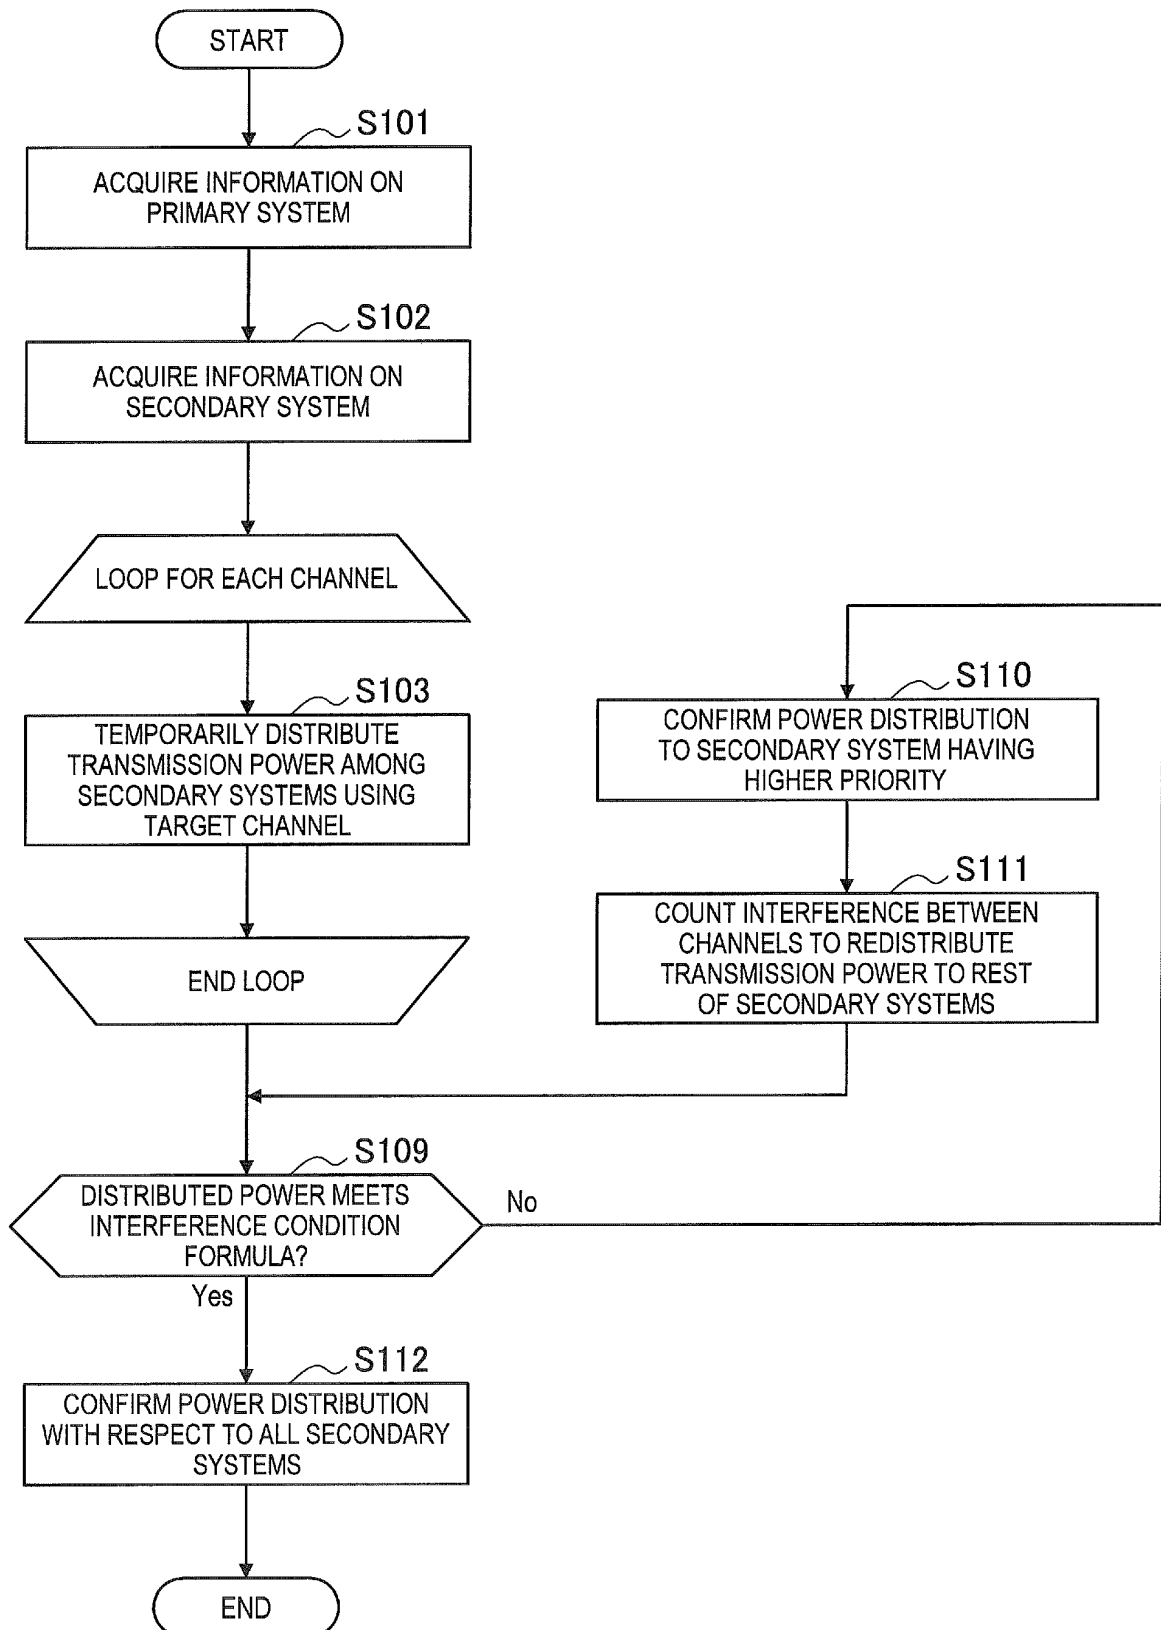 START
S101
ACQUIRE INFORMATION ON
PRIMARY SYSTEM
S102
ACQUIRE INFORMATION ON
SECONDARY SYSTEM
LOOP FOR EACH CHANNEL
S103
TEMPORARILY DISTRIBUTE
TRANSMISSION POWER AMONG
SECONDARY SYSTEMS USING
TARGET CHANNEL
END LOOP
S110
CONFIRM POWER DISTRIBUTION
TO SECONDARY SYSTEM HAVING
HIGHER PRIORITY
S111
COUNT INTERFERENCE BETWEEN
CHANNELS TO REDISTRIBUTE
TRANSMISSION POWER TO REST
OF SECONDARY SYSTEMS
S109
DISTRIBUTED POWER MEETS
INTERFERENCE CONDITION
FORMULA?
No
Yes
S112
CONFIRM POWER DISTRIBUTION
WITH RESPECT TO ALL SECONDARY
SYSTEMS
END